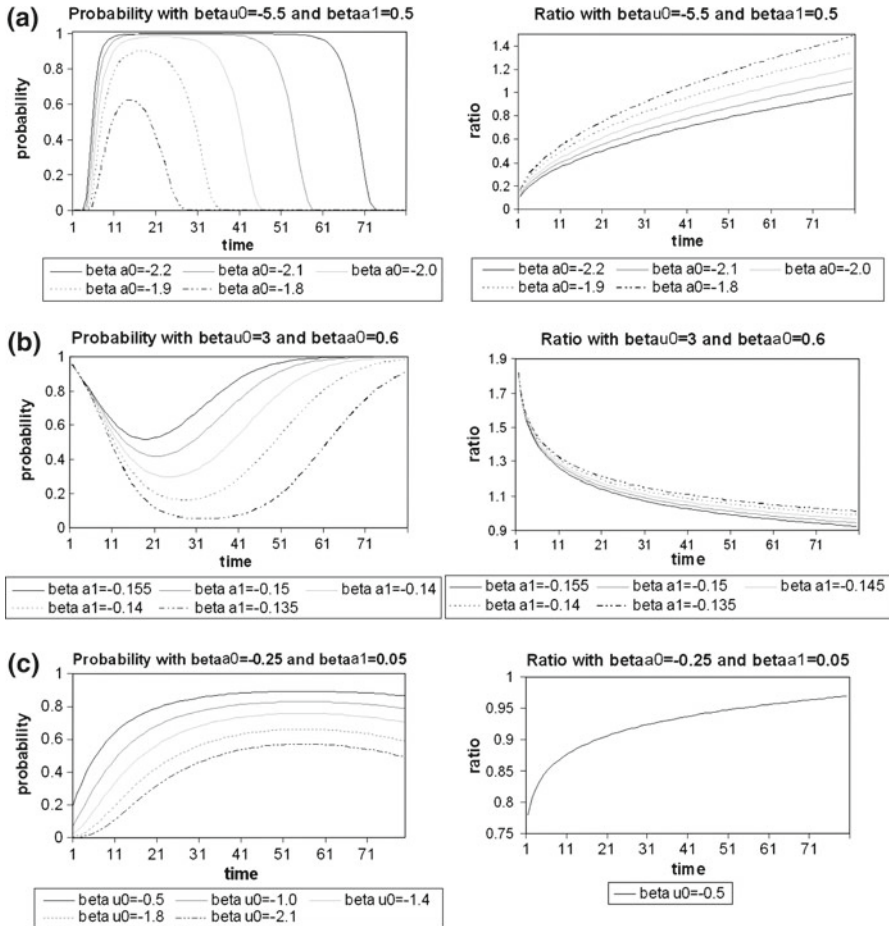 (a)
Probability with betau0=-5.5 and betaa1=0.5
1
0.8
0.6
0.4
0.2
0
probability
1 11 21 31 41 51 61 71
time
beta a0=-2.2 beta a0=-2.1 beta a0=-2.0
beta a0=-1.9 beta a0=-1.8
Ratio with betau0=-5.5 and betaa1=0.5
1.4
1.2
1
0.8
0.6
0.4
0.2
0
ratio
1 11 21 31 41 51 61 71
time
beta a0=-2.2 beta a0=-2.1 beta a0=-2.0
beta a0=-1.9 beta a0=-1.8
(b)
Probability with betau0=3 and betaa0=0.6
1
0.8
0.6
0.4
0.2
0
probability
1 11 21 31 41 51 61 71
time
beta a1=-0.155 beta a1=-0.15 beta a1=-0.14
beta a1=-0.14 beta a1=-0.135
Ratio with betau0=3 and betaa0=0.6
1.9
1.7
1.5
1.3
1.1
0.9
ratio
1 11 21 31 41 51 61 71
time
beta a1=-0.155 beta a1=-0.15 beta a1=-0.145
beta a1=-0.14 beta a1=-0.135
(c)
Probability with betaa0=-0.25 and betaa1=0.05
1
0.8
0.6
0.4
0.2
0
probability
1 11 21 31 41 51 61 71
time
beta u0=-0.5 beta u0=-1.0 beta u0=-1.4
beta u0=-1.8 beta u0=-2.1
Ratio with betaa0=-0.25 and betaa1=0.05
1
0.95
0.9
0.85
0.8
0.75
ratio
1 11 21 31 41 51 61 71
time
beta u0=-0.5